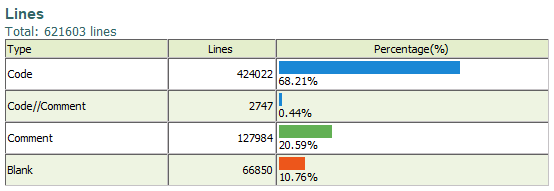 Lines
Total: 621603 lines
Type Lines Percentage(%)
Code 424022 68.21%
Code//Comment 2747 0.44%
Comment 127984 20.59%
Blank 66850 10.76%